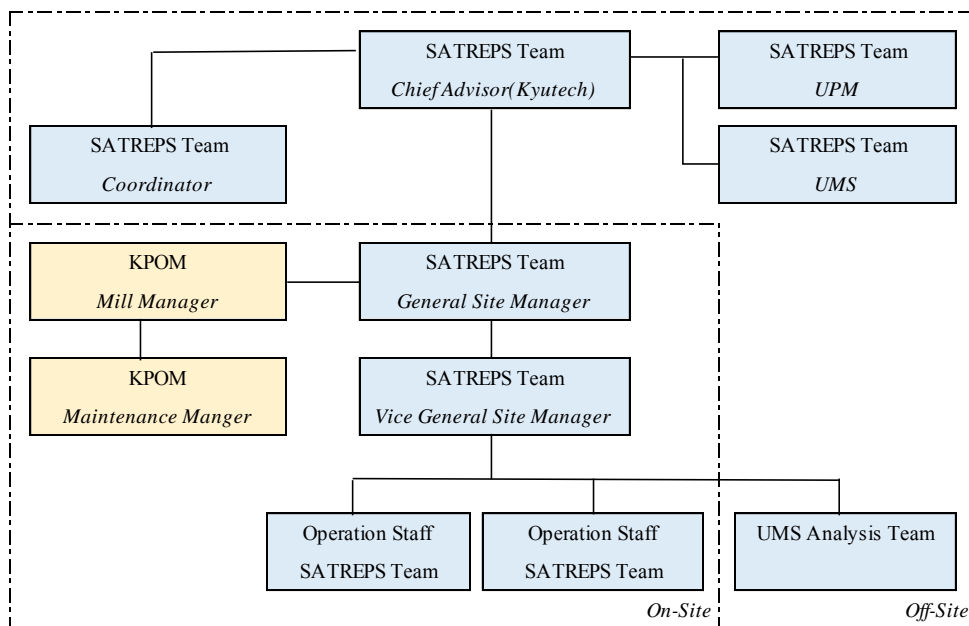 SATREPS Team
Chief Advisor(Kyutech)
SATREPS Team
UPM
SATREPS Team
Coordinator
SATREPS Team
UMS
KPOM
Mill Manager
SATREPS Team
General Site Manager
KPOM
Maintenance Manger
SATREPS Team
Vice General Site Manager
Operation Staff
SATREPS Team
Operation Staff
SATREPS Team
UMS Analysis Team
On-Site
Off-Site